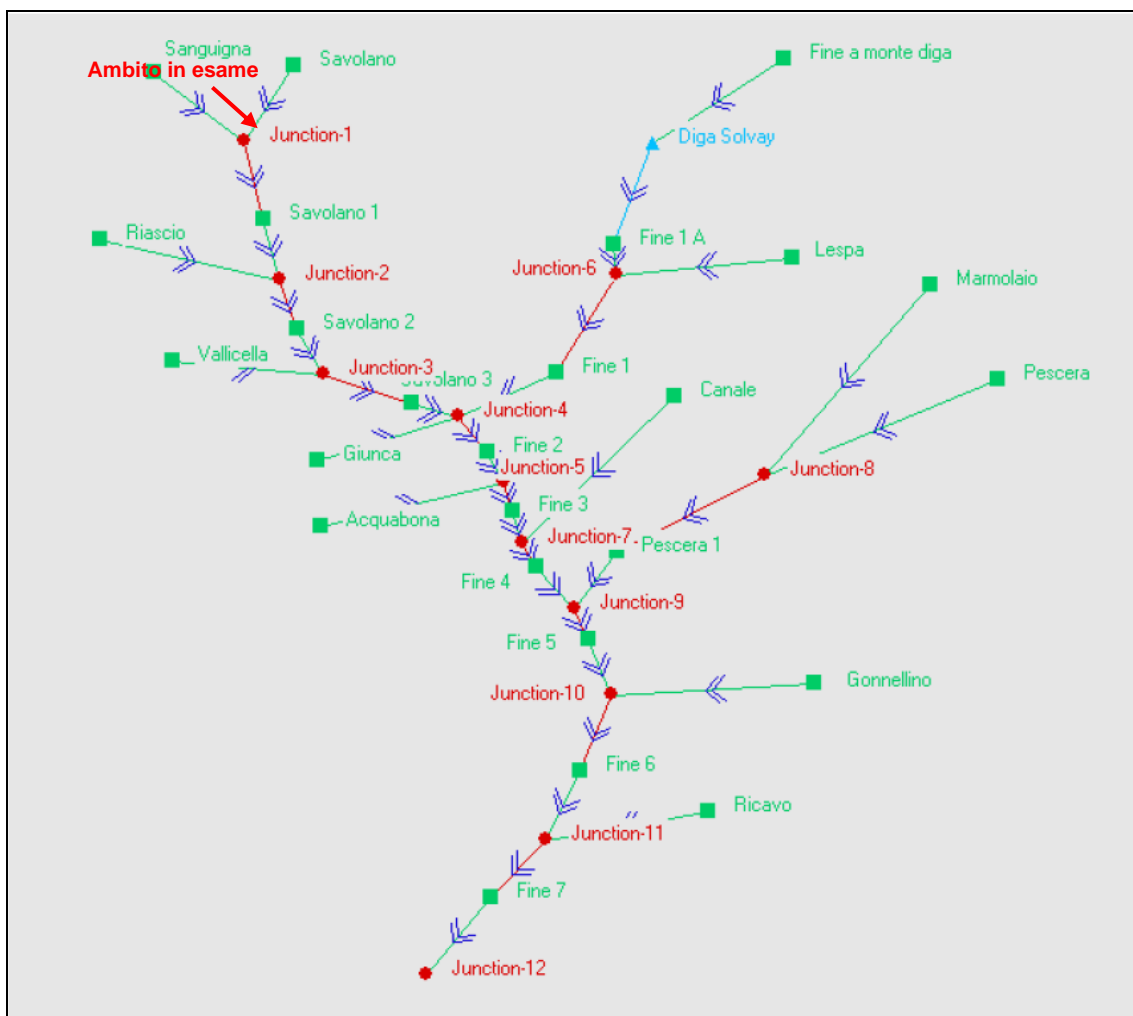 Sanguigna
Savolano
Fine a monte diga
Ambito in esame
Junction-1
Diga Solvay
Savolano 1
Riascio
Fine 1 A
Lespa
Junction-2
Junction-6
Marmolaio
Savolano 2
Vallicella
Junction-3
Fine 1
Canale
Pescera
Savolano 3
Junction-4
Giunca
Fine 2
Junction-5
Junction-8
Fine 3
Acquabona
Junction-7
Pescera 1
Fine 4
Junction-9
Fine 5
Junction-10
Gonnellino
Fine 6
Ricavo
Junction-11
Fine 7
Junction-12